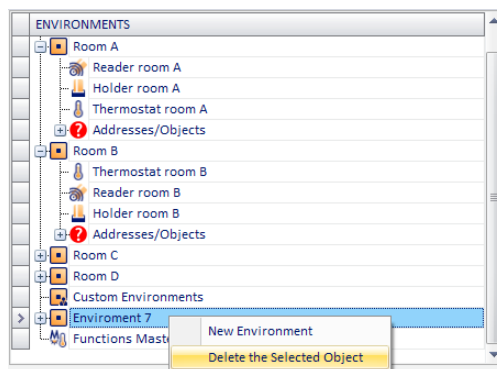 ENVIRONMENTS
Room A
Reader room A
Holder room A
Thermostat room A
Addresses/Objects
Room B
Thermostat room B
Reader room B
Holder room B
Addresses/Objects
Room C
Room D
Custom Environments
Enviroment 7
New Environment
Functions Mast
Delete the Selected Object